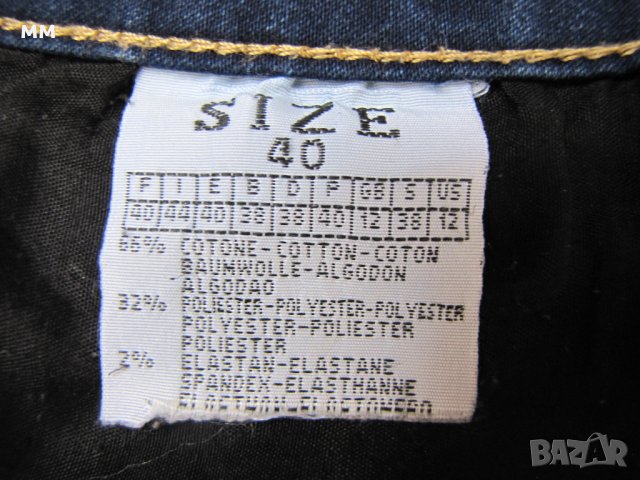 MM
SIZE
40
F I E B D P GB S US
40 44 40 38 38 40 12 38 12
66% COTONE-COTTON-COTON
BAUMWOLLE-ALGODON
ALGODAO
32% POLIESTER-POLYESTER-POLYESTER
POLYESTER-POLIESTER
POLIESTER
2% ELASTAN-ELASTANE
SPANDEX-ELASTHANNE
BAZAR